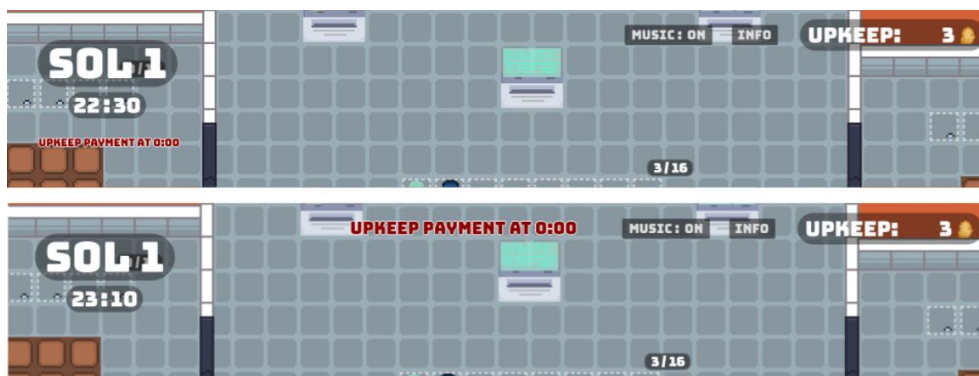 MUSIC: ON INFO UPKEEP: 3
SOL 1
22:30
UPKEEP PAYMENT AT 0:00
3/16
UPKEEP PAYMENT AT 0:00 MUSIC: ON INFO UPKEEP: 3
SOL 1
23:10
3/16